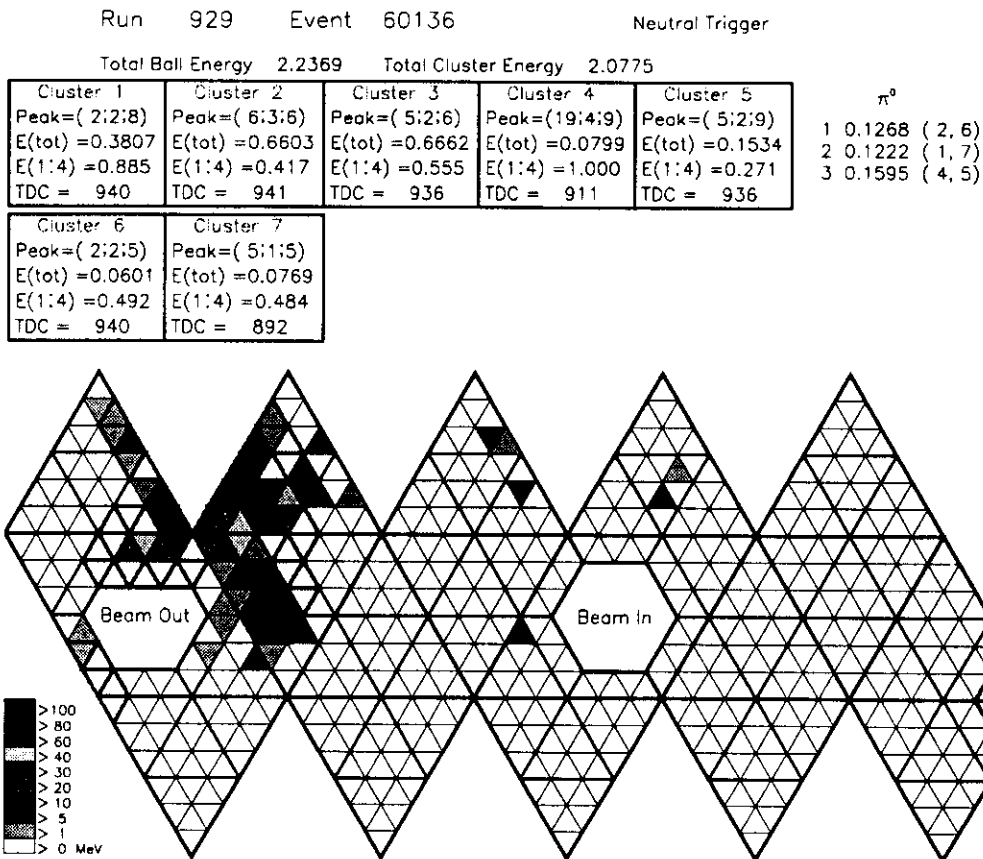 Run 929 Event 60136 Neutral Trigger
Total Ball Energy 2.2369 Total Cluster Energy 2.0775
Cluster 1 Cluster 2 Cluster 3 Cluster 4 Cluster 5 π⁰
Peak=( 2;2;8) Peak=( 6;3;6) Peak=( 5;2;6) Peak=(19;4;9) Peak=( 5;2;9) 1 0.1268 ( 2, 6)
E(tot) =0.3807 E(tot) =0.6603 E(tot) =0.6662 E(tot) =0.0799 E(tot) =0.1534 2 0.1222 ( 1, 7)
E(1:4) =0.885 E(1:4) =0.417 E(1:4) =0.555 E(1:4) =1.000 E(1:4) =0.271 3 0.1595 ( 4, 5)
TDC = 940 TDC = 941 TDC = 936 TDC = 911 TDC = 936
Cluster 6 Cluster 7
Peak=( 2;2;5) Peak=( 5;1;5)
E(tot) =0.0601 E(tot) =0.0769
E(1:4) =0.492 E(1:4) =0.484
TDC = 940 TDC = 892
Beam Out Beam In
>100
> 80
> 60
> 40
> 30
> 20
> 10
> 5
> 1
> 0 MeV